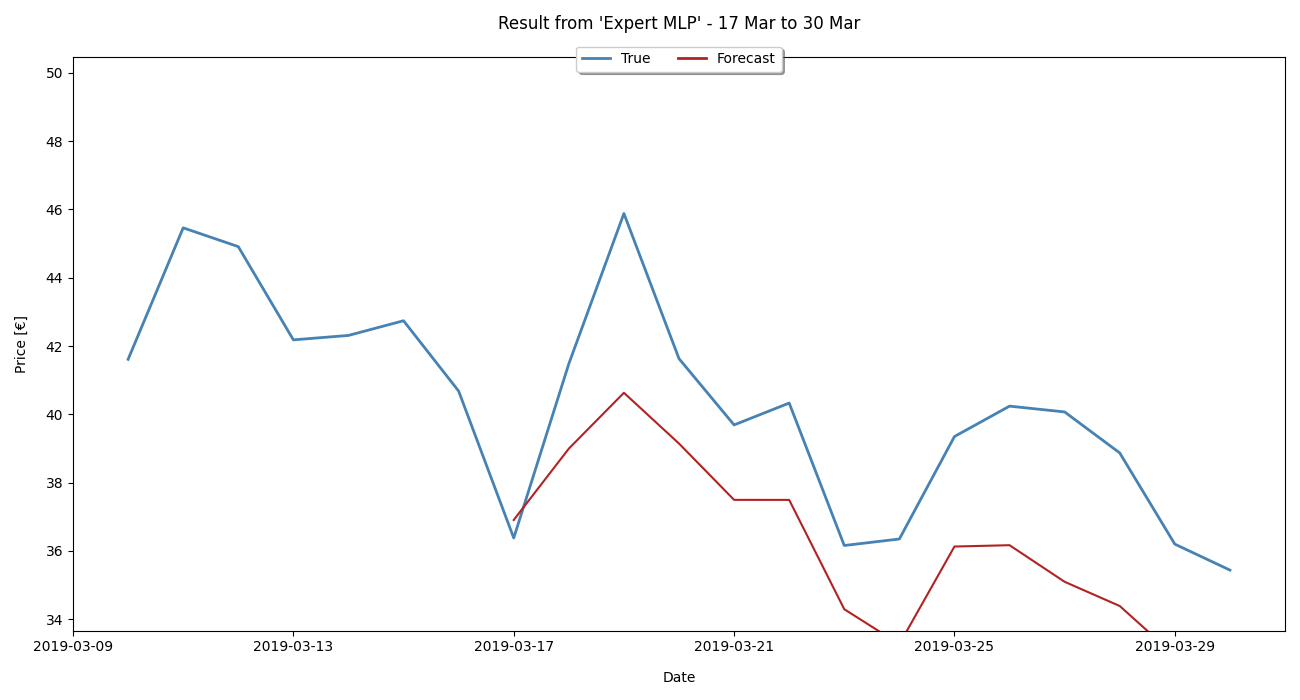 Result from 'Expert MLP' - 17 Mar to 30 Mar
True Forecast
50
48
46
44
42
40
38
36
34
Price [€]
2019-03-09 2019-03-13 2019-03-17 2019-03-21 2019-03-25 2019-03-29
Date